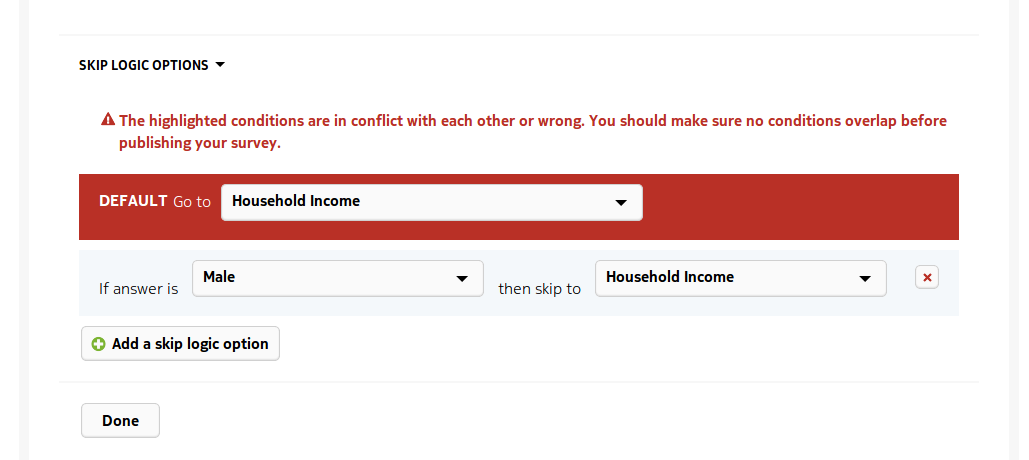 SKIP LOGIC OPTIONS
The highlighted conditions are in conflict with each other or wrong. You should make sure no conditions overlap before
publishing your survey.
DEFAULT Go to Household Income
If answer is Male then skip to Household Income
Add a skip logic option
Done